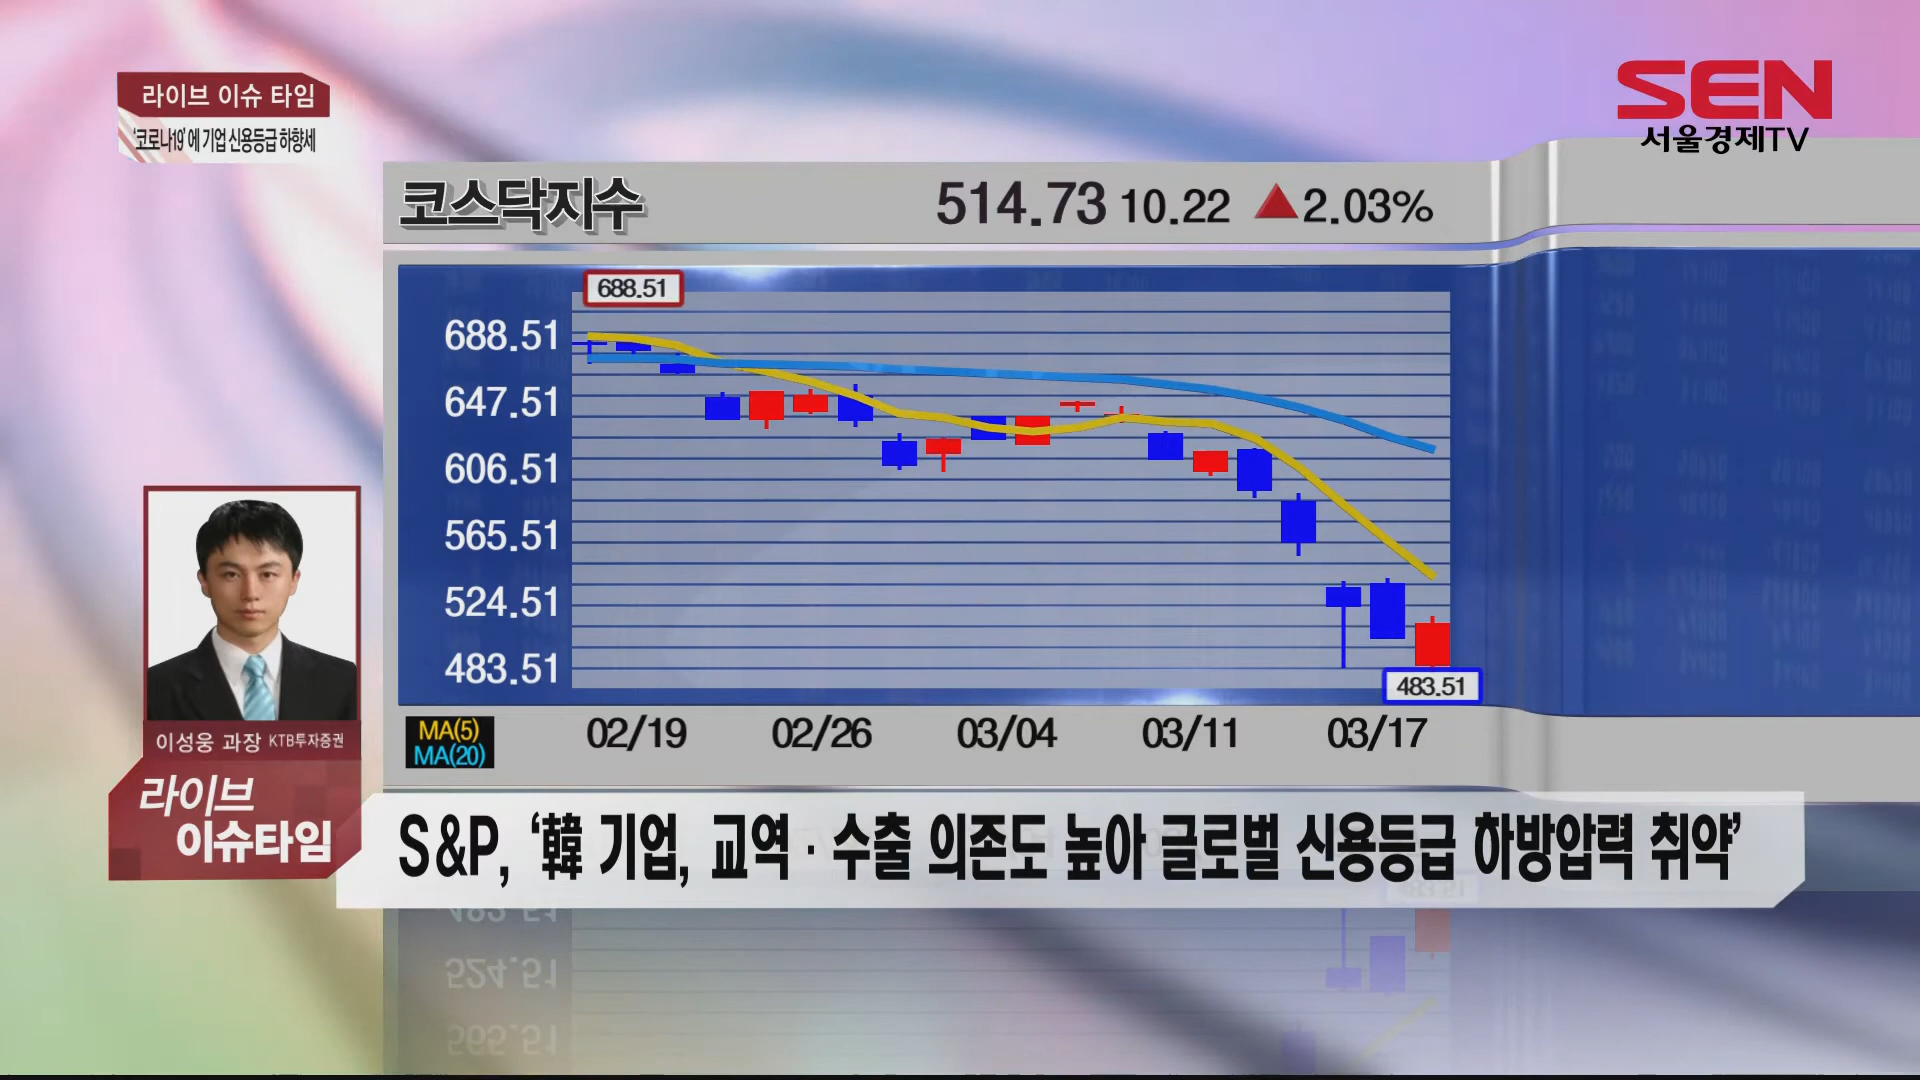 라이브 이슈 타임
'코로나19'에 기업 신용등급 하향세
SEN
서울경제TV
코스닥지수 514.73 10.22 ▲2.03%
688.51
688.51
647.51
606.51
565.51
524.51
483.51
483.51
MA(5)
MA(20)
02/19 02/26 03/04 03/11 03/17
이성웅 과장 KTB투자증권
라이브
이슈타임
S&P, '韓 기업, 교역·수출 의존도 높아 글로벌 신용등급 하방압력 취약'
483.51
524.51
565.51